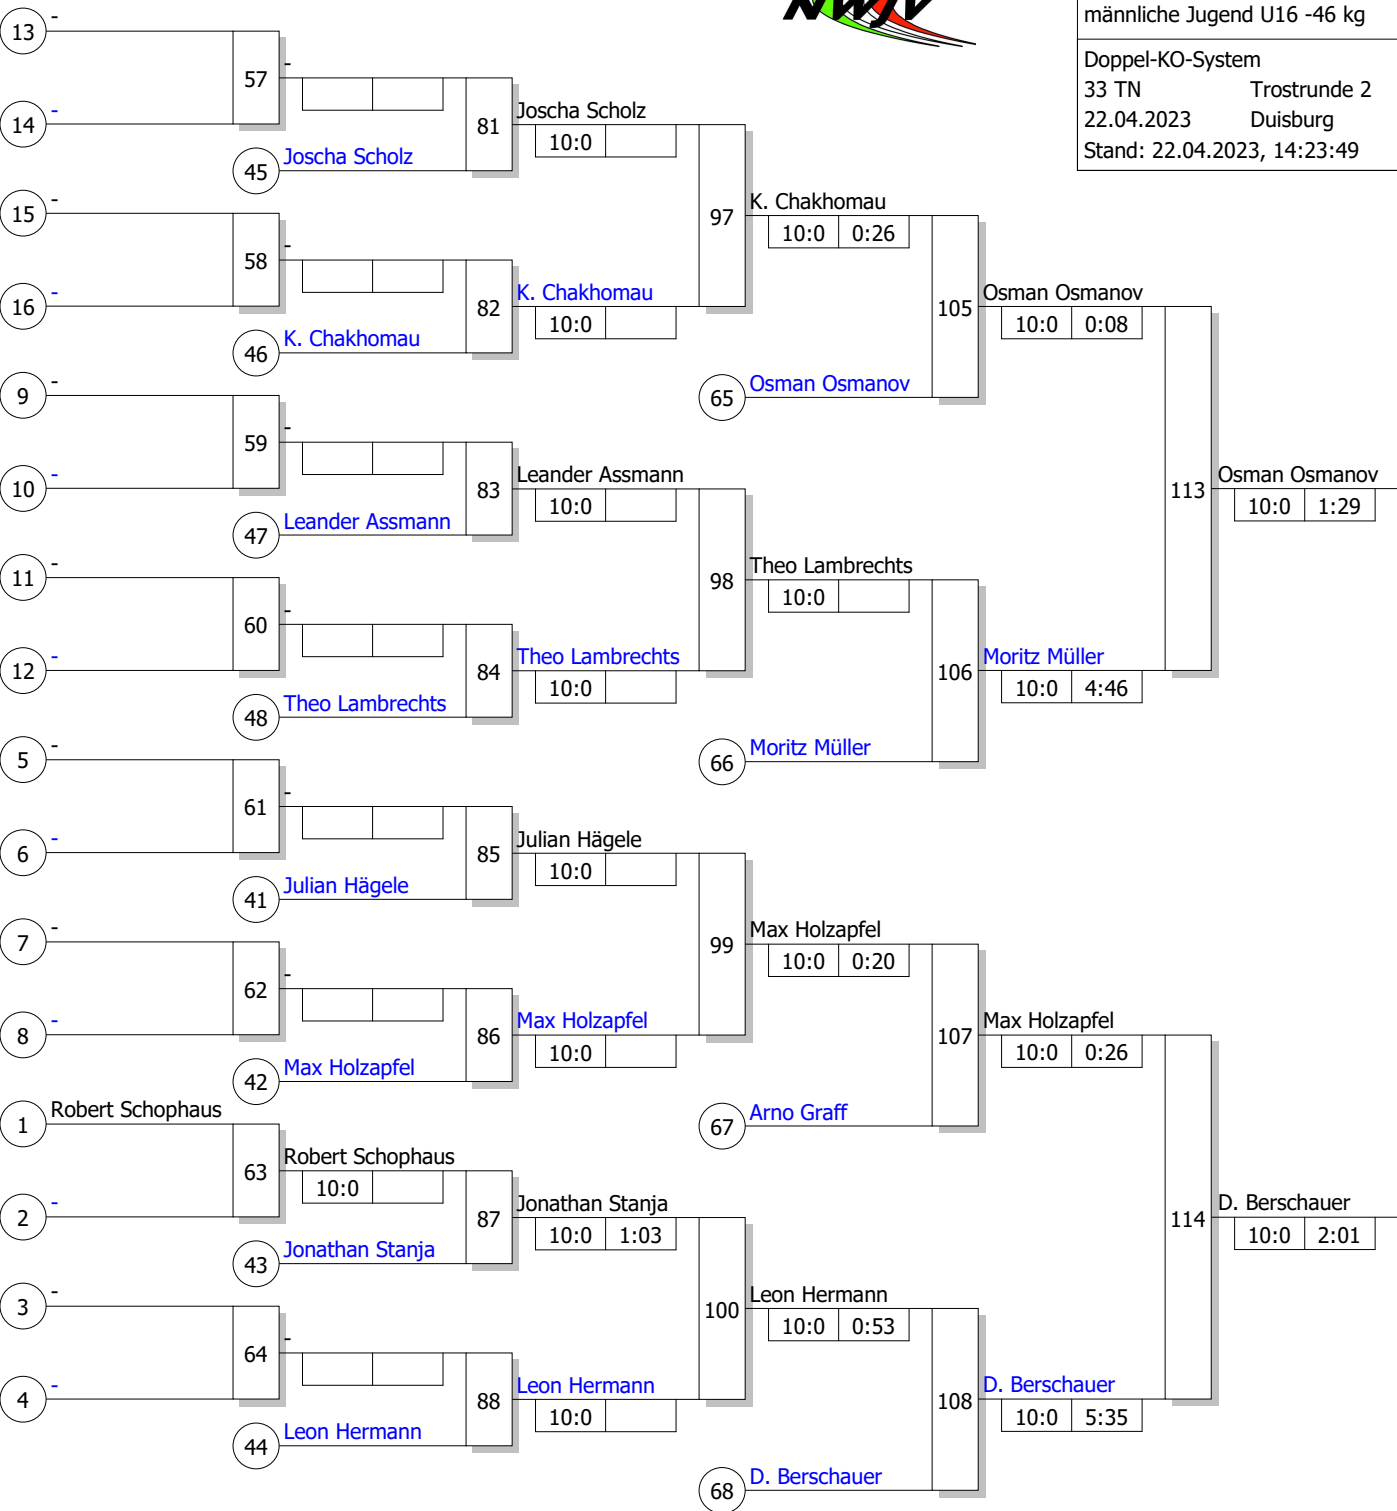 NWJV
männliche Jugend U16 -46 kg
Doppel-KO-System
33 TN Trostrunde 2
22.04.2023 Duisburg
Stand: 22.04.2023, 14:23:49
13 -
57 -
14 -
81 Joscha Scholz
10:0
45 Joscha Scholz
15 -
97 K. Chakhomau
10:0 0:26
58 -
16 -
82 K. Chakhomau
10:0
46 K. Chakhomau
105 Osman Osmanov
10:0 0:08
65 Osman Osmanov
9 -
59 -
10 -
83 Leander Assmann
10:0
47 Leander Assmann
113 Osman Osmanov
10:0 1:29
11 -
98 Theo Lambrechts
10:0
60 -
12 -
84 Theo Lambrechts
10:0
48 Theo Lambrechts
106 Moritz Müller
10:0 4:46
66 Moritz Müller
5 -
61 -
6 -
85 Julian Hägele
10:0
41 Julian Hägele
7 -
99 Max Holzapfel
10:0 0:20
62 -
8 -
86 Max Holzapfel
10:0
42 Max Holzapfel
107 Max Holzapfel
10:0 0:26
67 Arno Graff
1 Robert Schophaus
63 Robert Schophaus
10:0
2 -
87 Jonathan Stanja
10:0 1:03
43 Jonathan Stanja
114 D. Berschauer
10:0 2:01
3 -
100 Leon Hermann
10:0 0:53
64 -
4 -
88 Leon Hermann
10:0
44 Leon Hermann
108 D. Berschauer
10:0 5:35
68 D. Berschauer